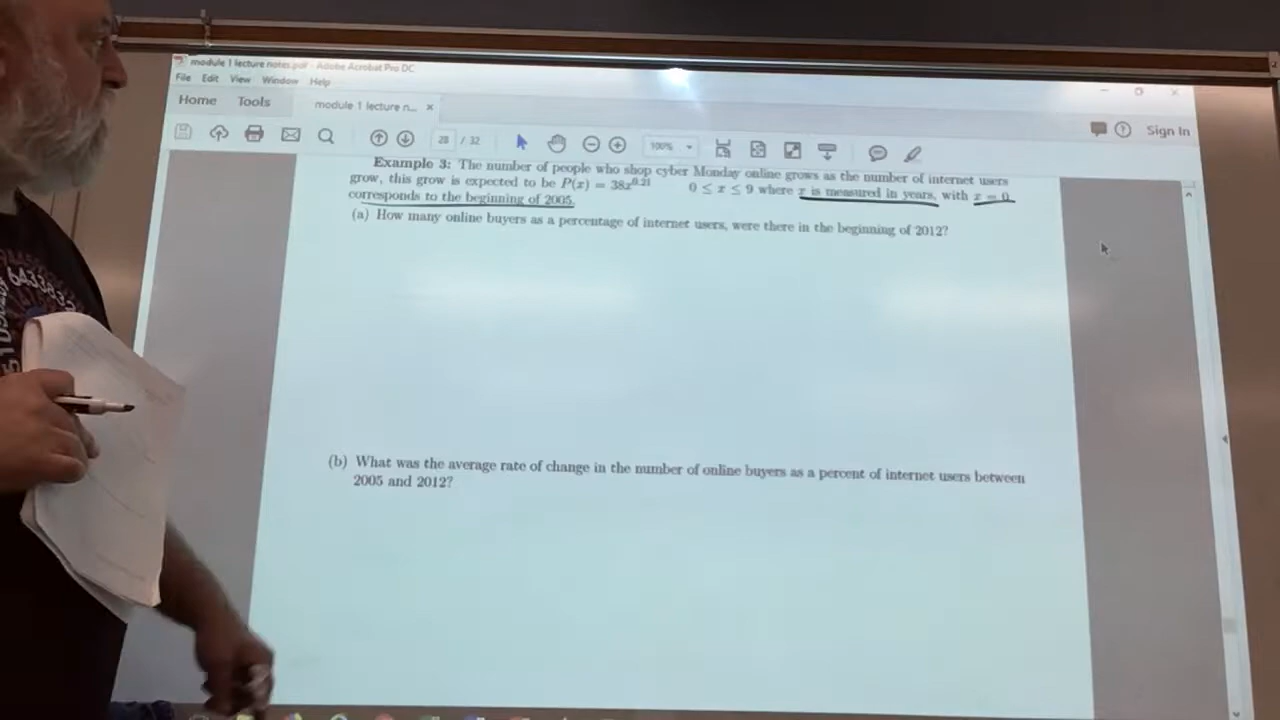 module 1 lecture notes.pdf - Adobe Acrobat Pro DC
File Edit View Window Help
Home Tools module 1 lecture n... ×
28 / 32 100% Sign In
Example 3: The number of people who shop cyber Monday online grows as the number of internet users
grow, this grow is expected to be P(x) = 38x^0.21 0 ≤ x ≤ 9 where x is measured in years, with x = 0
corresponds to the beginning of 2005.
(a) How many online buyers as a percentage of internet users, were there in the beginning of 2012?
(b) What was the average rate of change in the number of online buyers as a percent of internet users between
2005 and 2012?